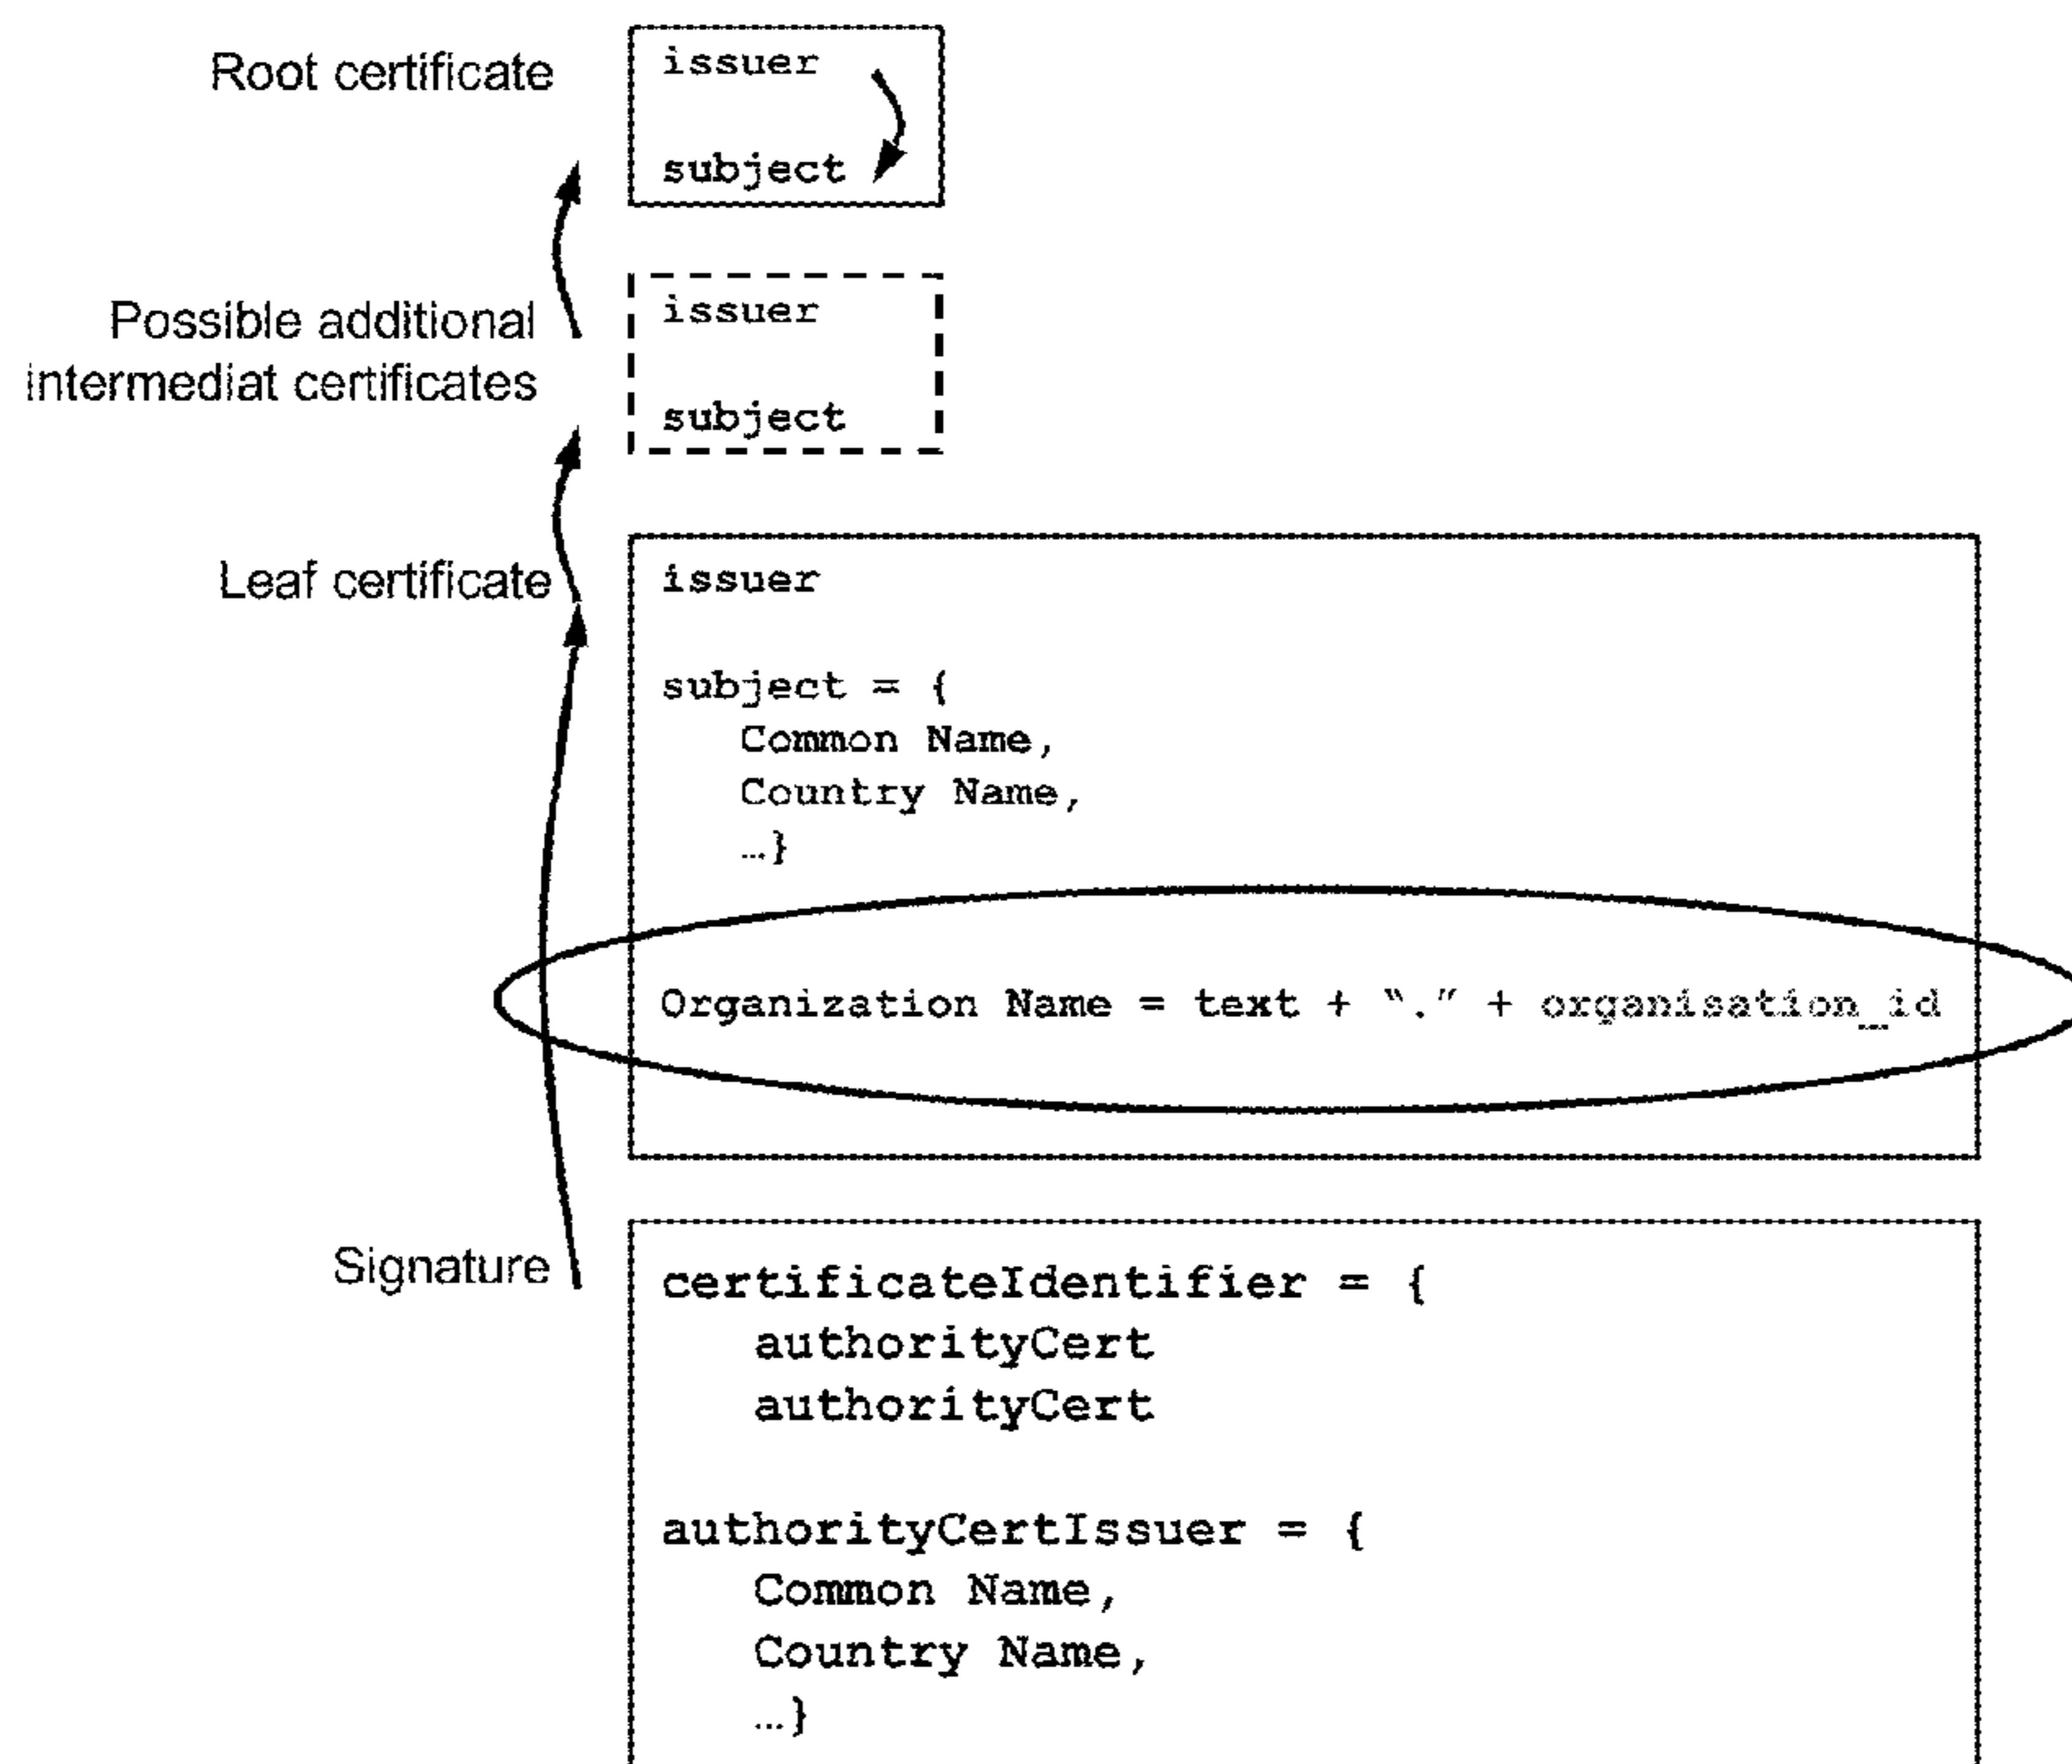 Root certificate
issuer
subject
Possible additional
intermediat certificates
issuer
subject
Leaf certificate
issuer
subject = {
Common Name,
Country Name,
…}
Organization Name = text + “.” + organisation_id
Signature
certificateIdentifier = {
authorityCert
authorityCert
authorityCertIssuer = {
Common Name,
Country Name,
…}